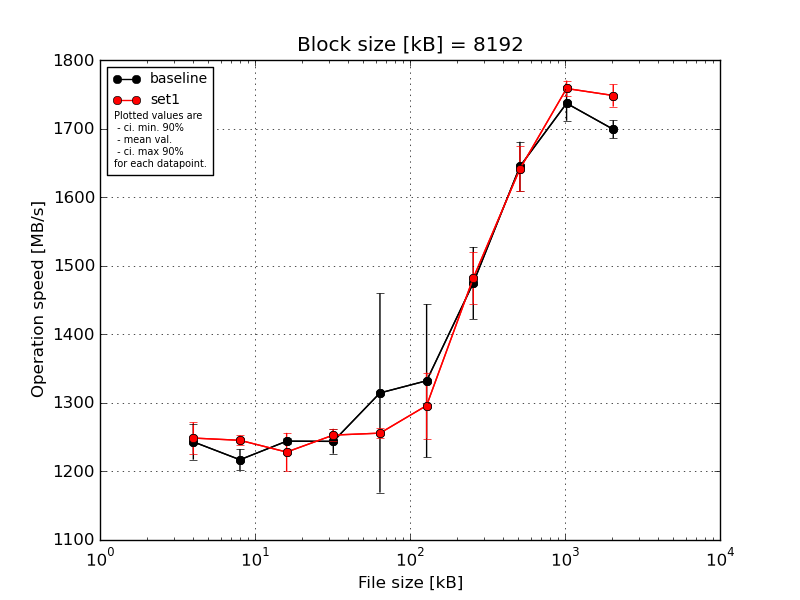 Block size [kB] = 8192
baseline
set1
Plotted values are
- ci. min. 90%
- mean val.
- ci. max 90%
for each datapoint.
Operation speed [MB/s]
1800
1700
1600
1500
1400
1300
1200
1100
10^0 10^1 10^2 10^3 10^4
File size [kB]